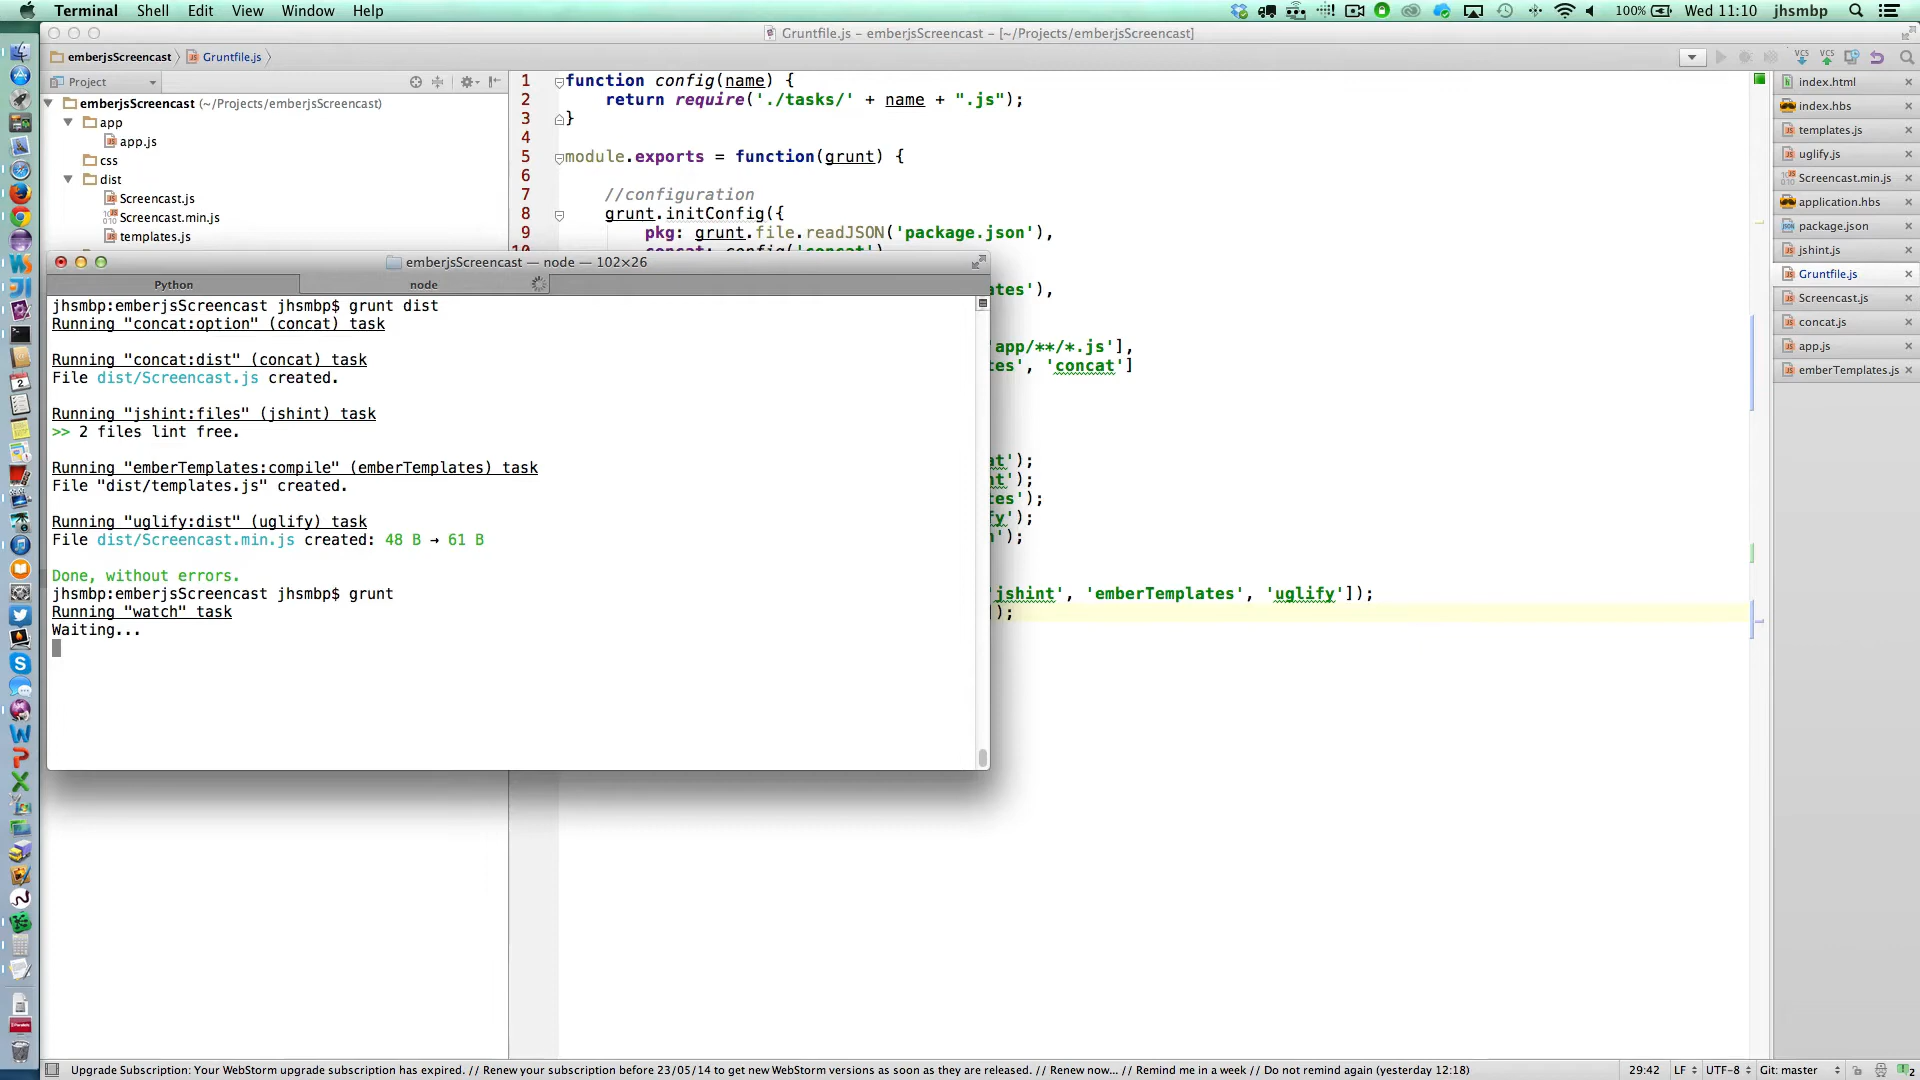 Terminal Shell Edit View Window Help
100% Wed 11:10 jhsmbp
Gruntfile.js – emberjsScreencast – [~/Projects/emberjsScreencast]
emberjsScreencast Gruntfile.js
Project
emberjsScreencast (~/Projects/emberjsScreencast)
app
app.js
css
dist
Screencast.js
Screencast.min.js
templates.js
1 function config(name) {
2 return require('./tasks/' + name + ".js");
3 }
4
5 module.exports = function(grunt) {
6
7 //configuration
8 grunt.initConfig({
9 pkg: grunt.file.readJSON('package.json'),
10 concat: config('concat')
ates'),
'app/**/*.js'],
tes', 'concat']
at');
nt');
tes');
fy');
h');
jshint', 'emberTemplates', 'uglify']);
]);
emberjsScreencast — node — 102×26
Python
node
jhsmbp:emberjsScreencast jhsmbp$ grunt dist
Running "concat:option" (concat) task
Running "concat:dist" (concat) task
File dist/Screencast.js created.
Running "jshint:files" (jshint) task
>> 2 files lint free.
Running "emberTemplates:compile" (emberTemplates) task
File "dist/templates.js" created.
Running "uglify:dist" (uglify) task
File dist/Screencast.min.js created: 48 B → 61 B
Done, without errors.
jhsmbp:emberjsScreencast jhsmbp$ grunt
Running "watch" task
Waiting...
index.html
index.hbs
templates.js
uglify.js
Screencast.min.js
application.hbs
package.json
jshint.js
Gruntfile.js
Screencast.js
concat.js
app.js
emberTemplates.js
Upgrade Subscription: Your WebStorm upgrade subscription has expired. // Renew your subscription before 23/05/14 to get new WebStorm versions as soon as they are released. // Renew now... // Remind me in a week // Do not remind again (yesterday 12:18)
29:42 LF UTF-8 Git: master 2